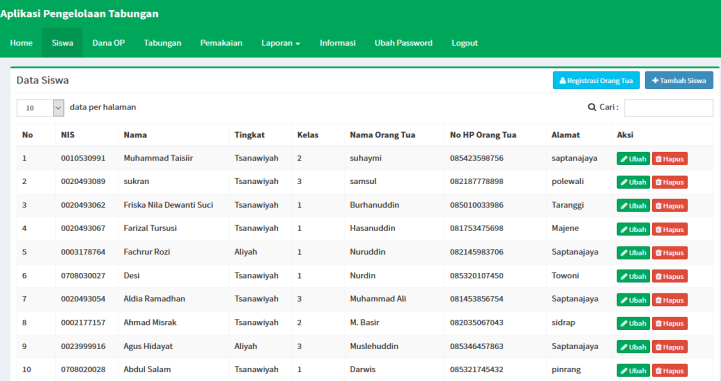 Aplikasi Pengelolaan Tabungan
Home Siswa Dana OP Tabungan Pemakaian Laporan Informasi Ubah Password Logout
Data Siswa Registrasi Orang Tua + Tambah Siswa
10 data per halaman Cari :
No NIS Nama Tingkat Kelas Nama Orang Tua No HP Orang Tua Alamat Aksi
1 0010530991 Muhammad Taisiir Tsanawiyah 2 suhaymi 085423598756 saptanajaya Ubah Hapus
2 0020493089 sukran Tsanawiyah 3 samsul 082187778898 polewali Ubah Hapus
3 0020493062 Friska Nila Dewanti Suci Tsanawiyah 1 Burhanuddin 085010033986 Taranggi Ubah Hapus
4 0020493067 Farizal Tursusi Tsanawiyah 1 Hasanuddin 081753475698 Majene Ubah Hapus
5 0003178764 Fachrur Rozi Aliyah 1 Nuruddin 082145983706 Saptanajaya Ubah Hapus
6 0708030027 Desi Tsanawiyah 1 Nurdin 085320107450 Towoni Ubah Hapus
7 0020493054 Aldia Ramadhan Tsanawiyah 3 Muhammad Ali 081453856754 Saptanajaya Ubah Hapus
8 0002177157 Ahmad Misrak Tsanawiyah 2 M. Basir 082035067043 sidrap Ubah Hapus
9 0023999916 Agus Hidayat Aliyah 3 Muslehuddin 085346457863 Saptanajaya Ubah Hapus
10 0708020028 Abdul Salam Tsanawiyah 1 Darwis 085321745432 pinrang Ubah Hapus